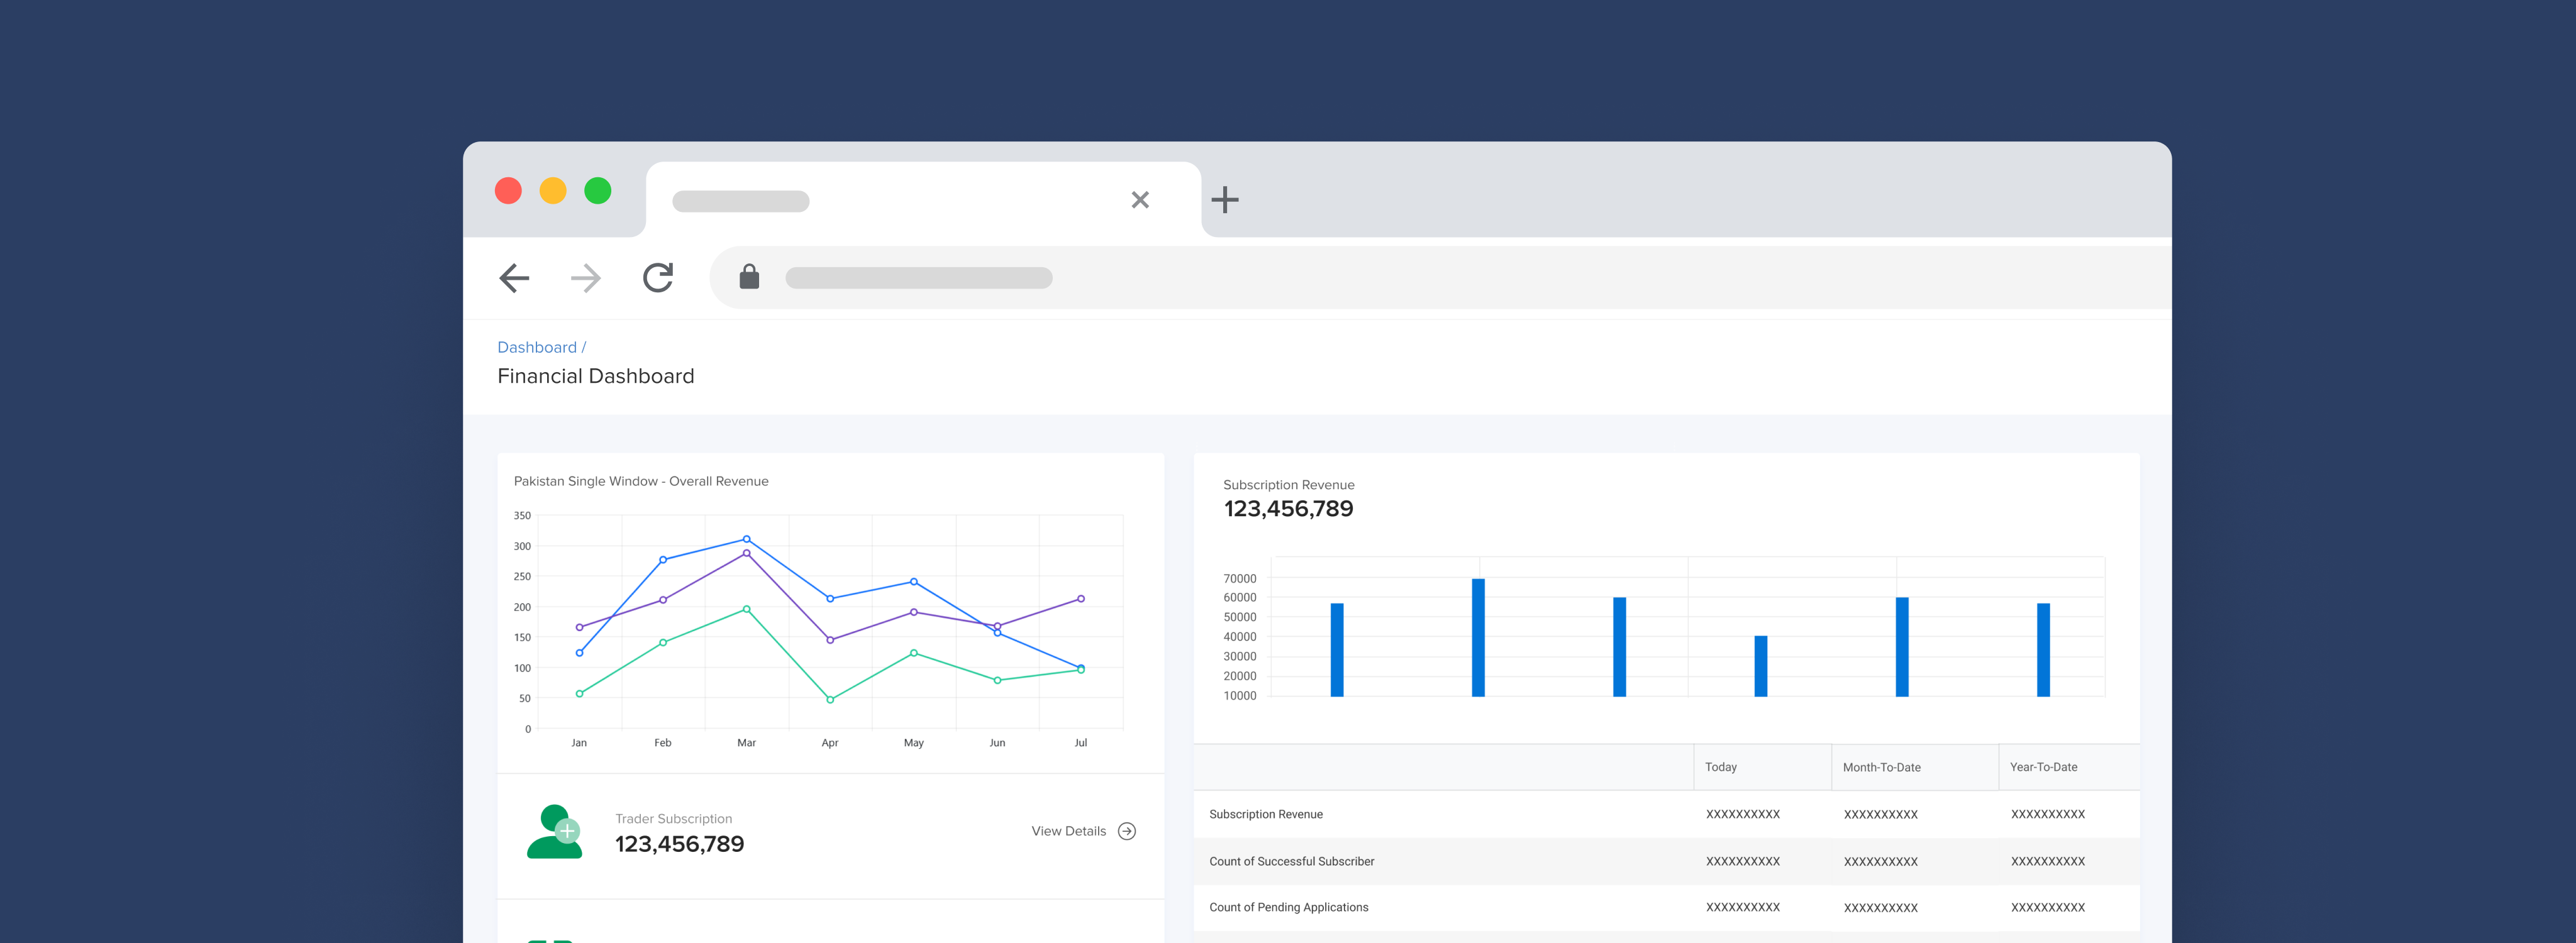 Dashboard /
Financial Dashboard
Pakistan Single Window - Overall Revenue
350
300
250
200
150
100
50
0
Jan Feb Mar Apr May Jun Jul
Trader Subscription
123,456,789
View Details
Subscription Revenue
123,456,789
70000
60000
50000
40000
30000
20000
10000
Today Month-To-Date Year-To-Date
Subscription Revenue XXXXXXXXXX XXXXXXXXXX XXXXXXXXXX
Count of Successful Subscriber XXXXXXXXXX XXXXXXXXXX XXXXXXXXXX
Count of Pending Applications XXXXXXXXXX XXXXXXXXXX XXXXXXXXXX